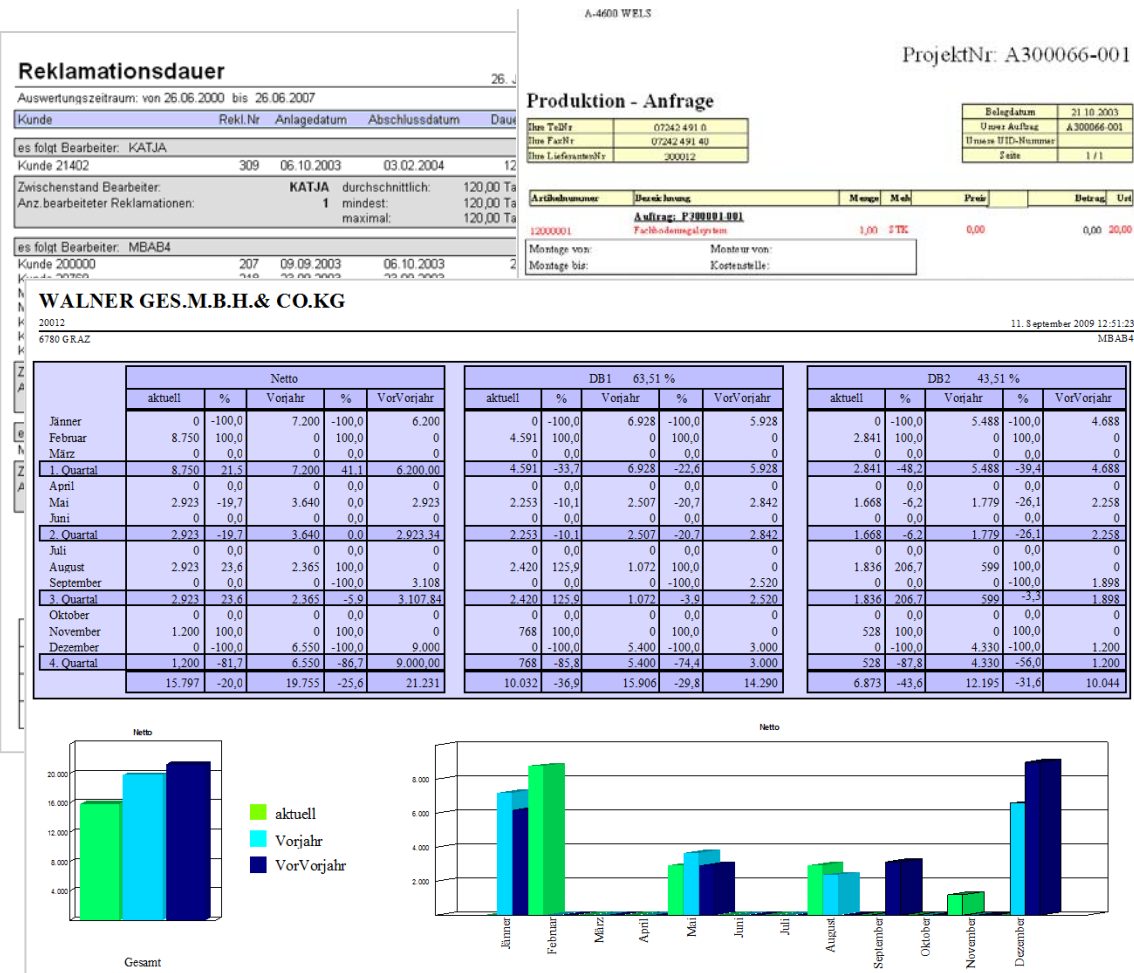 A-4600 WELS
ProjektNr: A300066-001
Reklamationsdauer
26. J
Auswertungszeitraum: von 26.06.2000 bis 26.06.2007
Kunde Rekl.Nr Anlagedatum Abschlussdatum Daue
es folgt Bearbeiter: KATJA
Kunde 21402 309 06.10.2003 03.02.2004 12
Zwischenstand Bearbeiter: KATJA durchschnittlich: 120,00 Ta
Anz.bearbeiteter Reklamationen: 1 mindest: 120,00 Ta
maximal: 120,00 Ta
es folgt Bearbeiter: MBAB4
Kunde 200000 207 09.09.2003 06.10.2003 2
Produktion - Anfrage
Ihre TelNr 07242 491 0
Ihre FaxNr 07242 491 40
Ihre LieferantenNr 200012
Belegdatum 21.10.2003
Unser Auftrag A300066-001
Unsere UID-Nummer
Seite 1 / 1
Artikelnummer Bezeichnung Menge Meh Preis Betrag Ust
Auftrag: P300001-001
12000001 Fachbodenregalsystem 1,00 STK 0,00 0,00 20,00
Montage von: Monteur von:
Montage bis: Kostenstelle:
WALNER GES.M.B.H.& CO.KG
20012 11. September 2009 12:51:23
6780 GRAZ MBAB4
Netto DB1 63,51 % DB2 43,51 %
aktuell % Vorjahr % VorVorjahr aktuell % Vorjahr % VorVorjahr aktuell % Vorjahr % VorVorjahr
Jänner 0 -100,0 7.200 -100,0 6.200 0 -100,0 6.928 -100,0 5.928 0 -100,0 5.488 -100,0 4.688
Februar 8.750 100,0 0 100,0 0 4.591 100,0 0 100,0 0 2.841 100,0 0 100,0 0
März 0 0,0 0 0,0 0 0 0,0 0 0,0 0 0 0,0 0 0,0 0
1. Quartal 8.750 21,5 7.200 41,1 6.200,00 4.591 -33,7 6.928 -22,6 5.928 2.841 -48,2 5.488 -39,4 4.688
April 0 0,0 0 0,0 0 0 0,0 0 0,0 0 0 0,0 0 0,0 0
Mai 2.923 -19,7 3.640 0,0 2.923 2.253 -10,1 2.507 -20,7 2.842 1.668 -6,2 1.779 -26,1 2.258
Juni 0 0,0 0 0,0 0 0 0,0 0 0,0 0 0 0,0 0 0,0 0
2. Quartal 2.923 -19,7 3.640 0,0 2.923,34 2.253 -10,1 2.507 -20,7 2.842 1.668 -6,2 1.779 -26,1 2.258
Juli 0 0,0 0 0,0 0 0 0,0 0 0,0 0 0 0,0 0 0,0 0
August 2.923 23,6 2.365 100,0 0 2.420 125,9 1.072 100,0 0 1.836 206,7 599 100,0 0
September 0 0,0 0 -100,0 3.108 0 0,0 0 -100,0 2.520 0 0,0 0 -100,0 1.898
3. Quartal 2.923 23,6 2.365 -5,9 3.107,84 2.420 125,9 1.072 -3,9 2.520 1.836 206,7 599 -3,3 1.898
Oktober 0 0,0 0 0,0 0 0 0,0 0 0,0 0 0 0,0 0 0,0 0
November 1.200 100,0 0 100,0 0 768 100,0 0 100,0 0 528 100,0 0 100,0 0
Dezember 0 -100,0 6.550 -100,0 9.000 0 -100,0 5.400 -100,0 3.000 0 -100,0 4.330 -100,0 1.200
4. Quartal 1,200 -81,7 6.550 -86,7 9.000,00 768 -85,8 5.400 -74,4 3.000 528 -87,8 4.330 -56,0 1.200
15.797 -20,0 19.755 -25,6 21.231 10.032 -36,9 15.906 -29,8 14.290 6.873 -43,6 12.195 -31,6 10.044
Netto
20.000
16.000
12.000
8.000
4.000
Gesamt
aktuell
Vorjahr
VorVorjahr
Netto
8.000
6.000
4.000
2.000
Jänner Februar März April Mai Juni Juli August September Oktober November Dezember